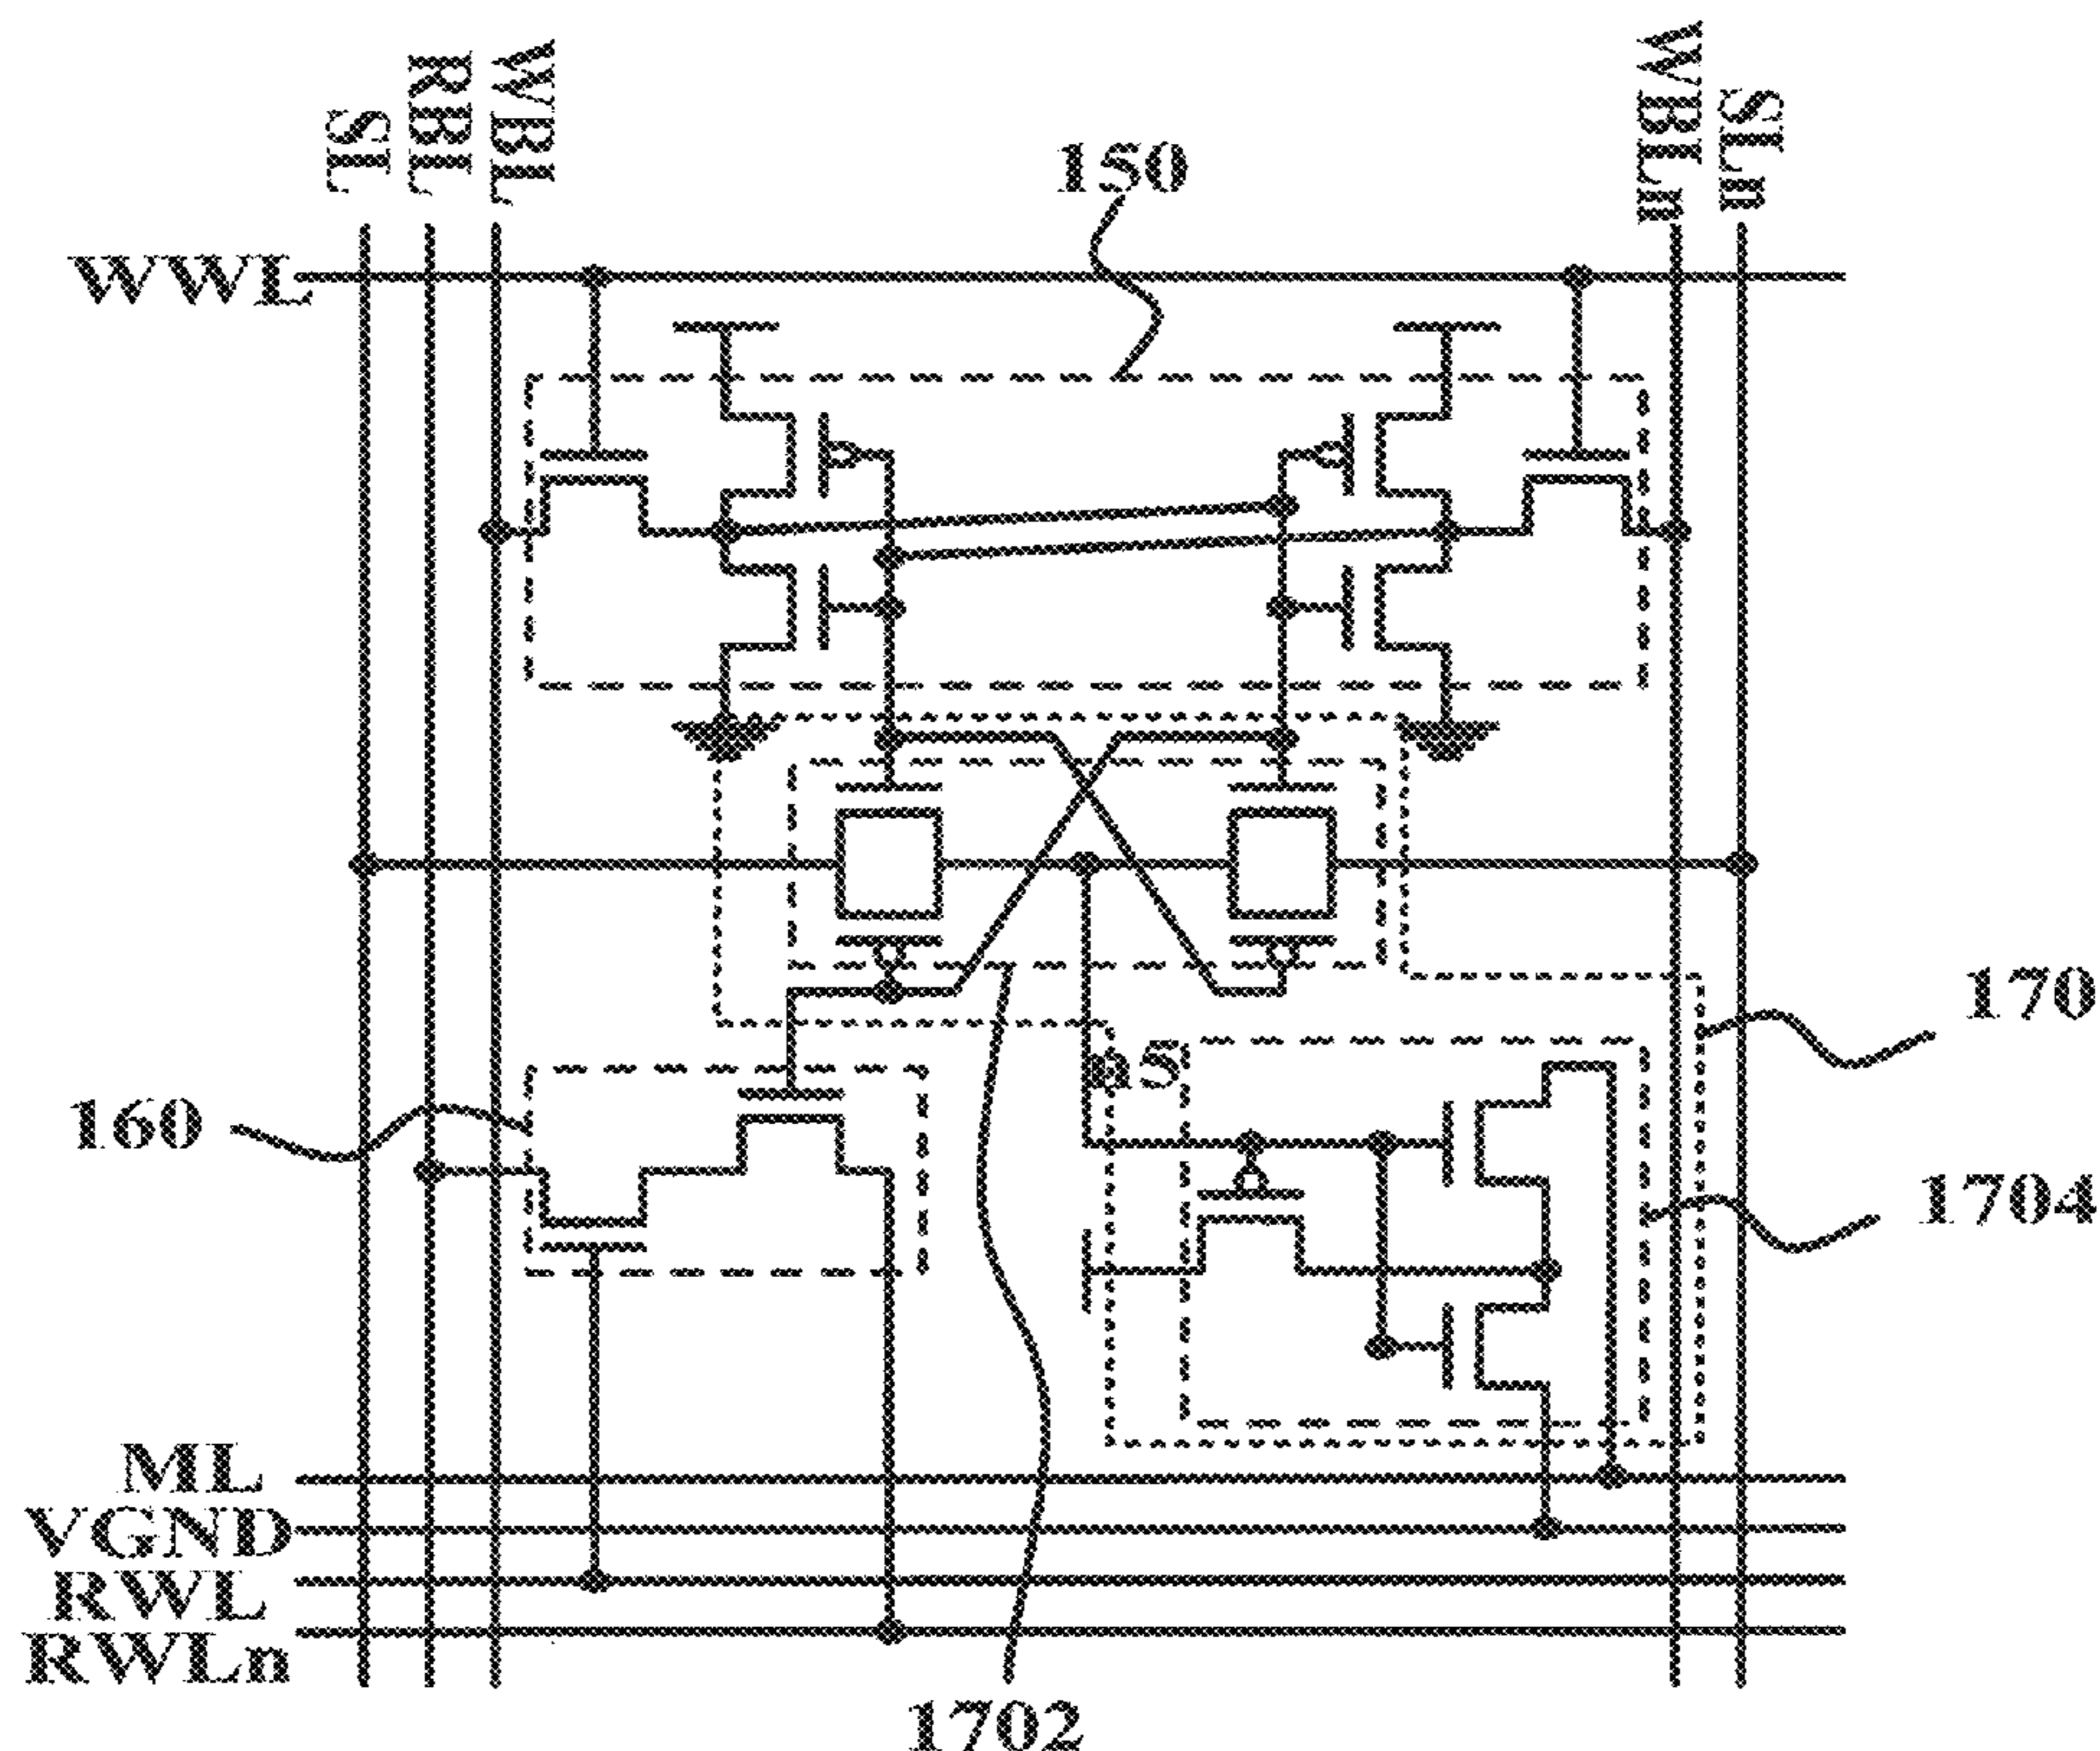 SL
RBL
WBL
WBLn
SLn
150
WWL
170
n5
160
1704
ML
VGND
RWL
RWLn
1702